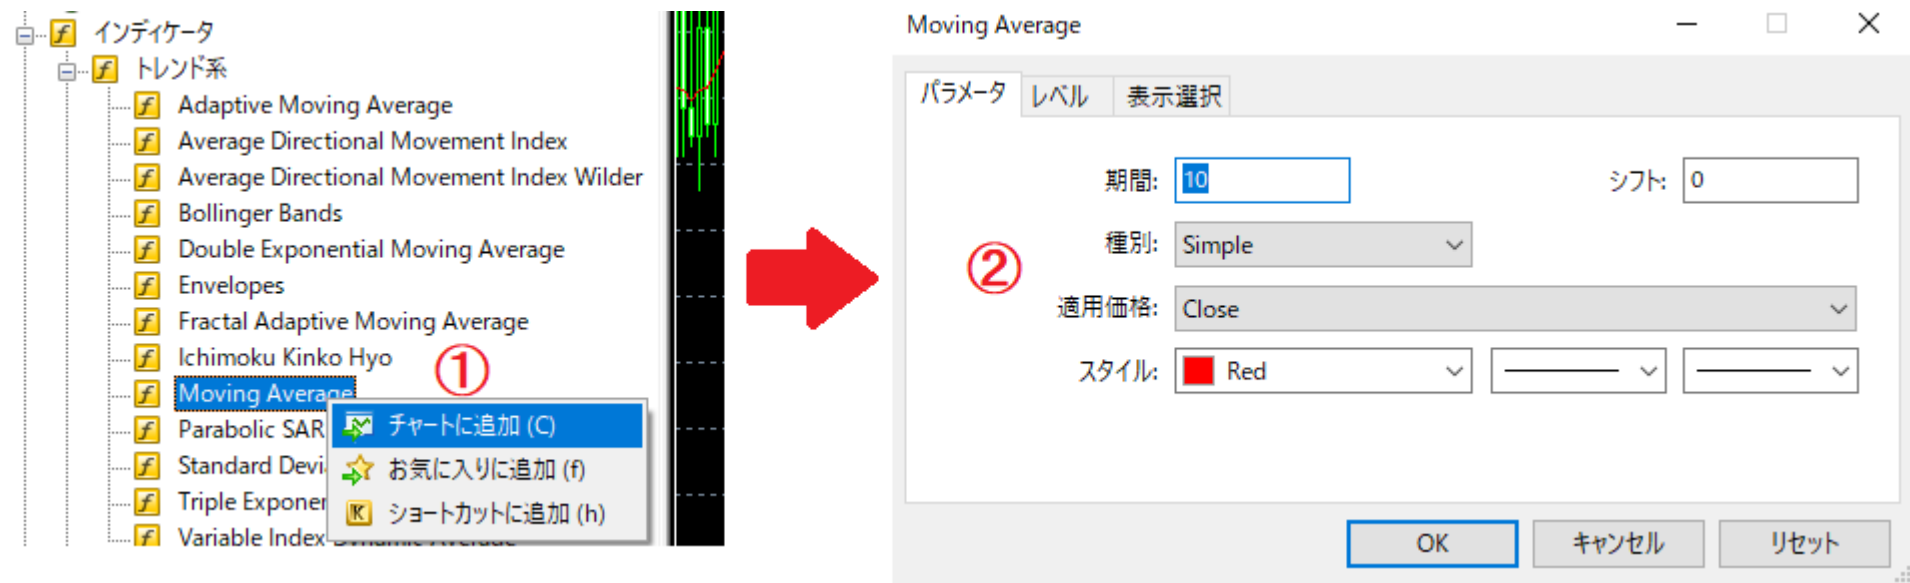 インディケータ
トレンド系
Adaptive Moving Average
Average Directional Movement Index
Average Directional Movement Index Wilder
Bollinger Bands
Double Exponential Moving Average
Envelopes
Fractal Adaptive Moving Average
Ichimoku Kinko Hyo
①
Moving Average
チャートに追加 (C)
Parabolic SAR
お気に入りに追加 (f)
Standard Devi
Triple Exponen
ショートカットに追加 (h)
Variable Index Dynamic Average
Moving Average
パラメータ
レベル
表示選択
期間: 10
シフト: 0
②
種別: Simple
適用価格: Close
スタイル: Red
OK
キャンセル
リセット